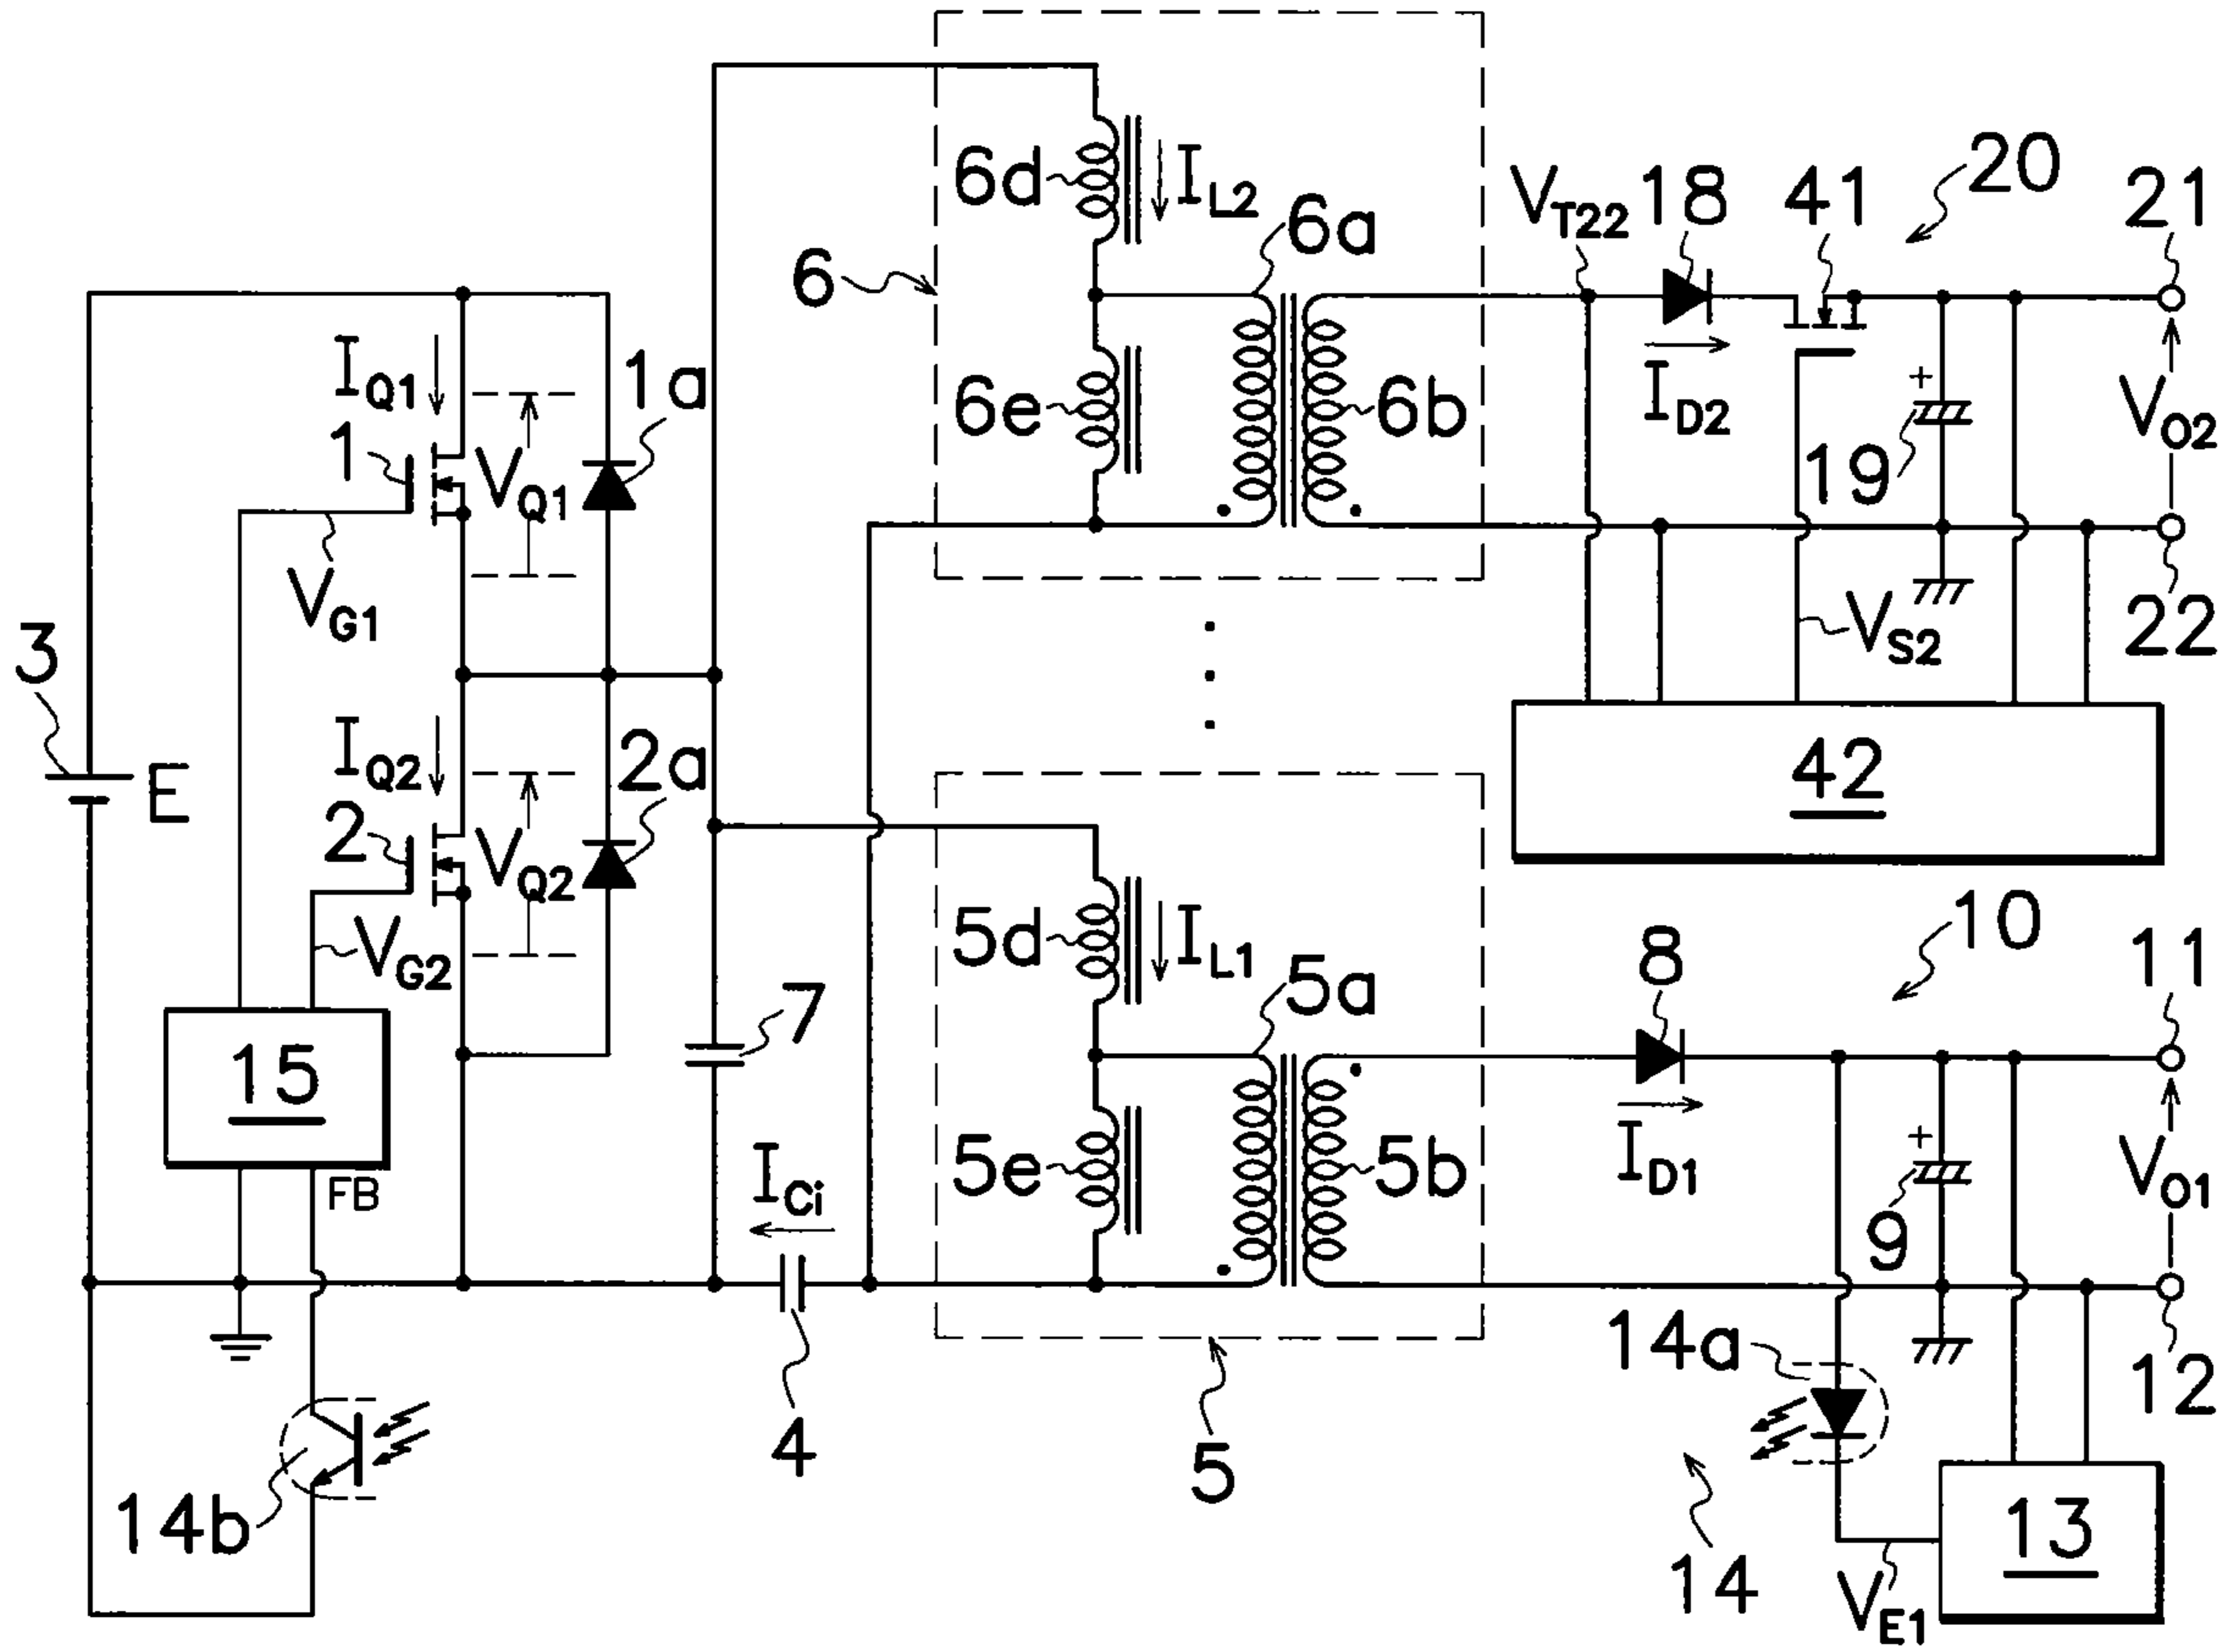 6d
I_L2
6a
V_T22
18
41
20
21
6
I_Q1
1a
1
V_Q1
6e
6b
I_D2
19
V_O2
V_G1
V_S2
22
3
E
I_Q2
2a
2
V_Q2
42
V_G2
5d
I_L1
5a
8
10
11
7
15
FB
I_Ci
5e
5b
I_D1
9
V_O1
14a
12
4
5
14b
14
13
V_E1